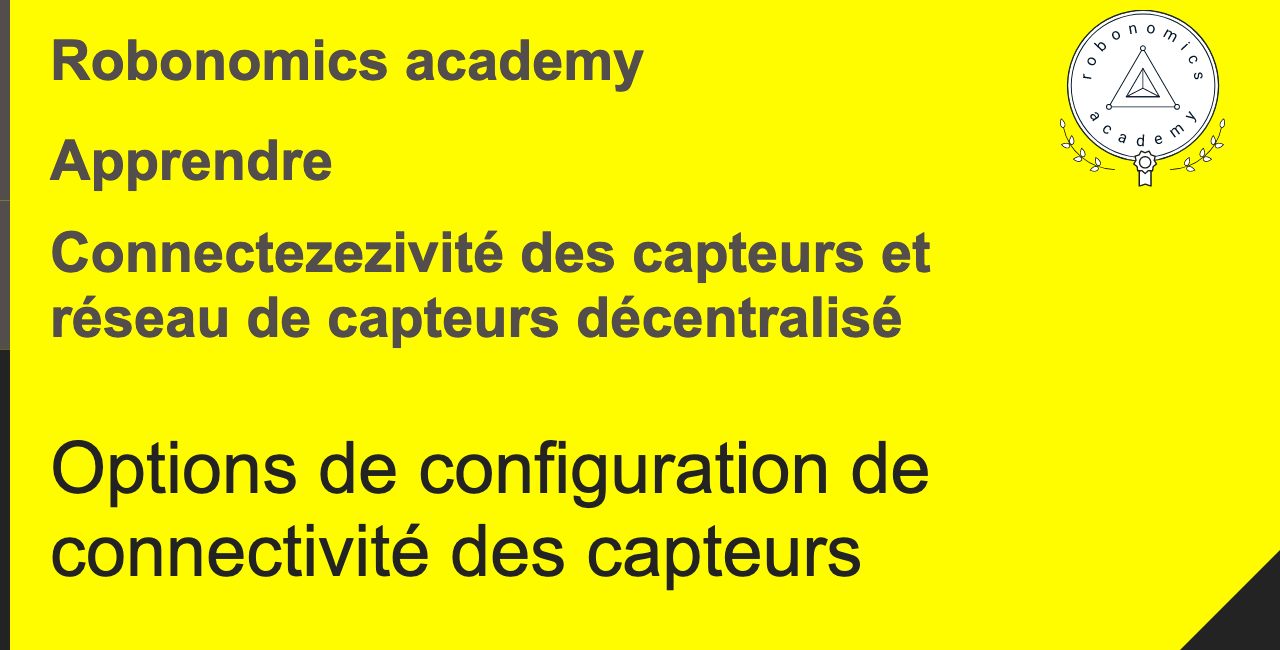 Robonomics academy
robonomics
academy
Apprendre
Connectezezivité des capteurs et
réseau de capteurs décentralisé
Options de configuration de
connectivité des capteurs